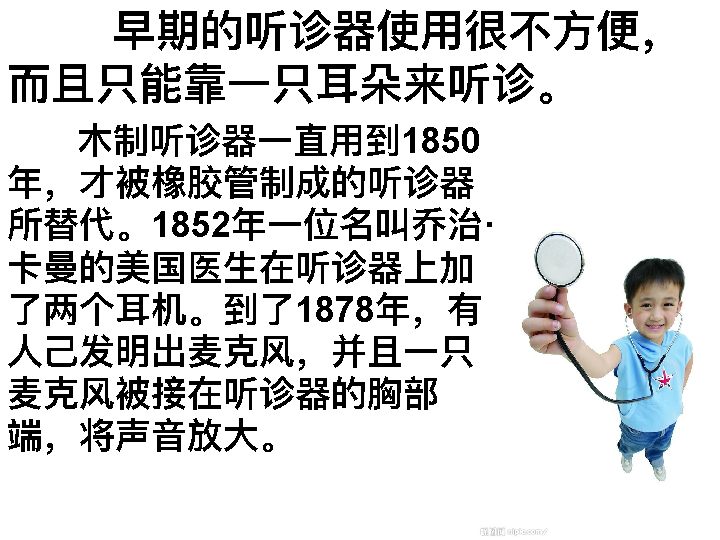 早期的听诊器使用很不方便，
而且只能靠一只耳朵来听诊。
木制听诊器一直用到1850
年，才被橡胶管制成的听诊器
所替代。1852年一位名叫乔治·
卡曼的美国医生在听诊器上加
了两个耳机。到了1878年，有
人己发明出麦克风，并且一只
麦克风被接在听诊器的胸部
端，将声音放大。